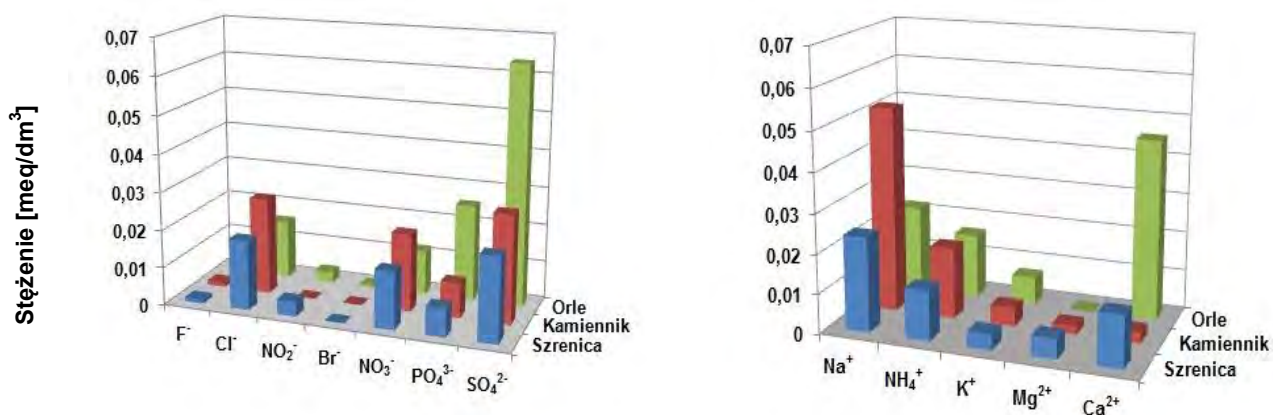 Stężenie [meq/dm³]
0,07
0,06
0,05
0,04
0,03
0,02
0,01
0
F⁻
Cl⁻
NO₂⁻
Br⁻
NO₃⁻
PO₄³⁻
SO₄²⁻
Orle
Kamiennik
Szrenica
0,07
0,06
0,05
0,04
0,03
0,02
0,01
0
Na⁺
NH₄⁺
K⁺
Mg²⁺
Ca²⁺
Orle
Kamiennik
Szrenica